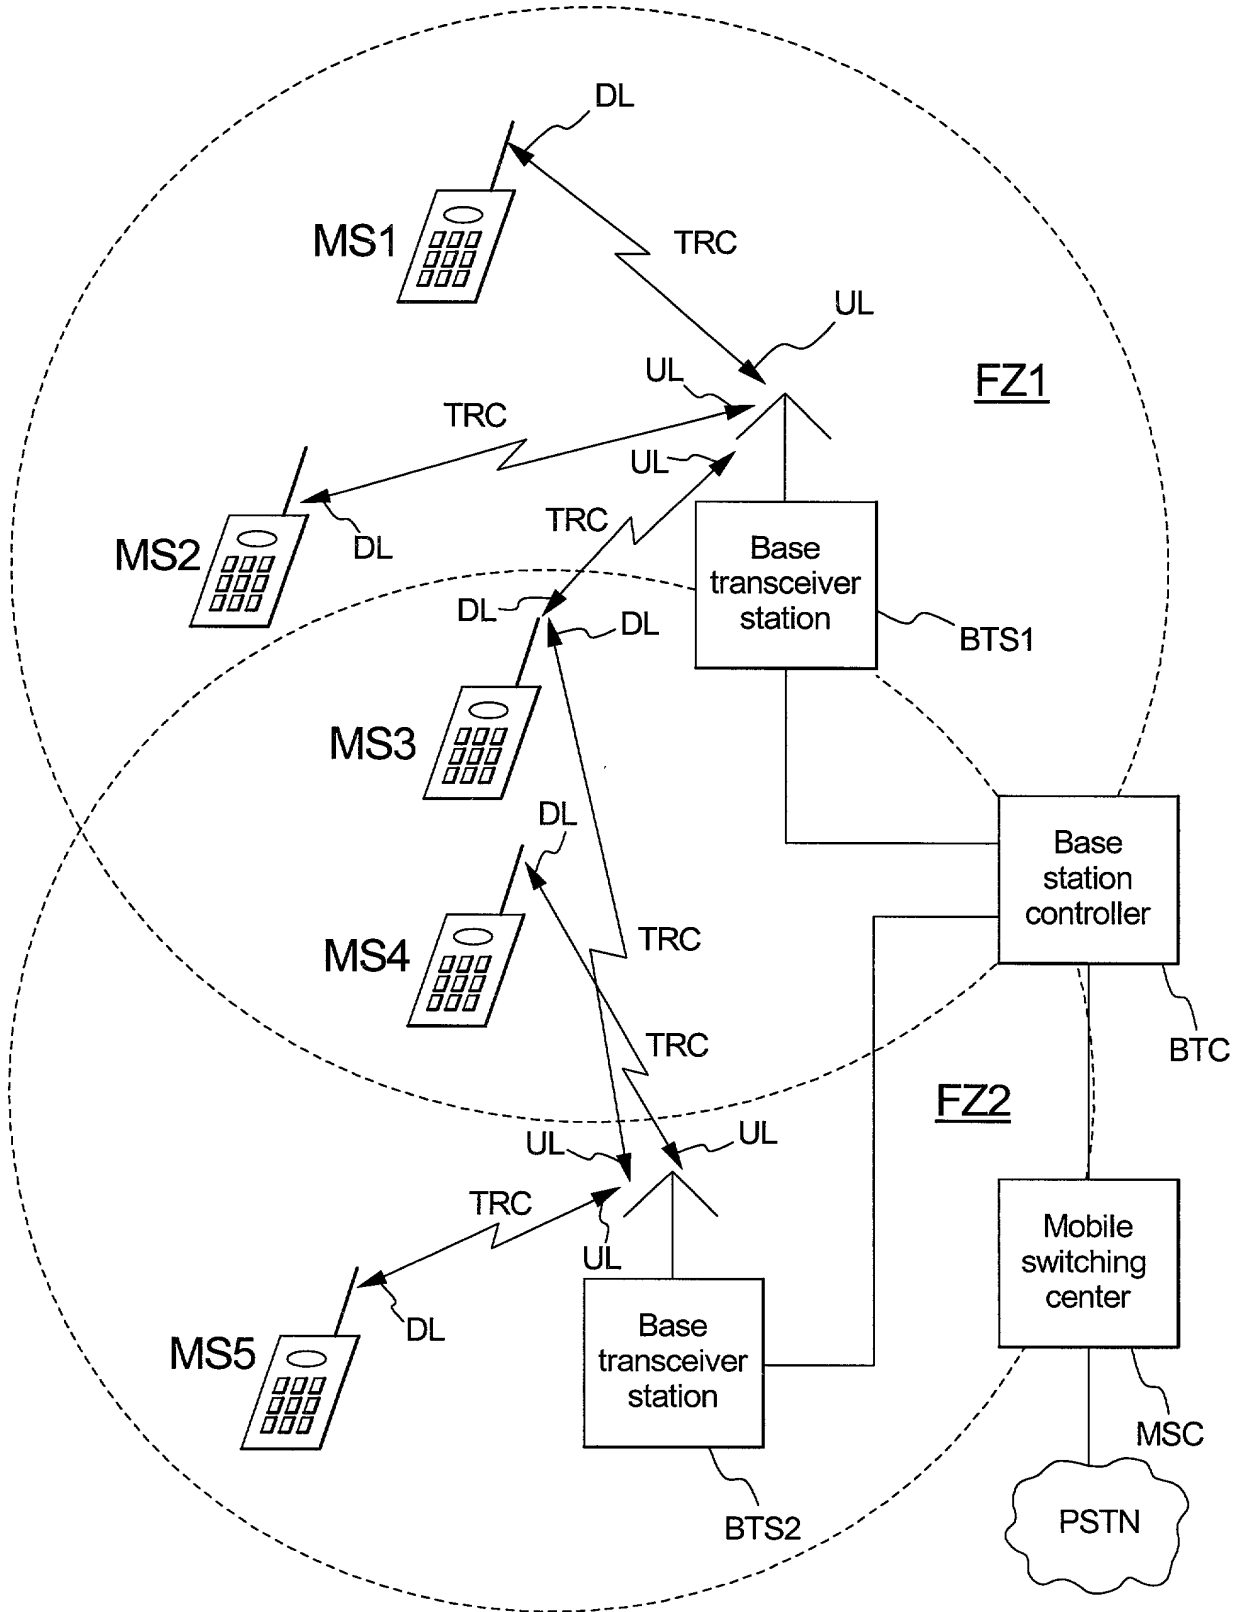 DL
MS1
TRC
UL
UL
FZ1
TRC
UL
MS2
DL
TRC
Base
transceiver
station
DL
DL
BTS1
MS3
DL
Base
station
controller
MS4
TRC
TRC
BTC
FZ2
UL
UL
TRC
UL
Mobile
switching
center
DL
MS5
Base
transceiver
station
MSC
BTS2
PSTN